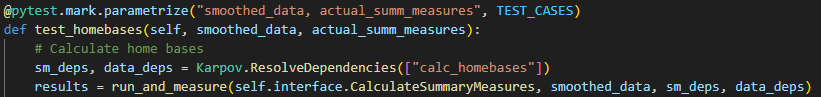 @pytest.mark.parametrize("smoothed_data, actual_summ_measures", TEST_CASES)
def test_homebases(self, smoothed_data, actual_summ_measures):
    # Calculate home bases
    sm_deps, data_deps = Karpov.ResolveDependencies(["calc_homebases"])
    results = run_and_measure(self.interface.CalculateSummaryMeasures, smoothed_data, sm_deps, data_deps)